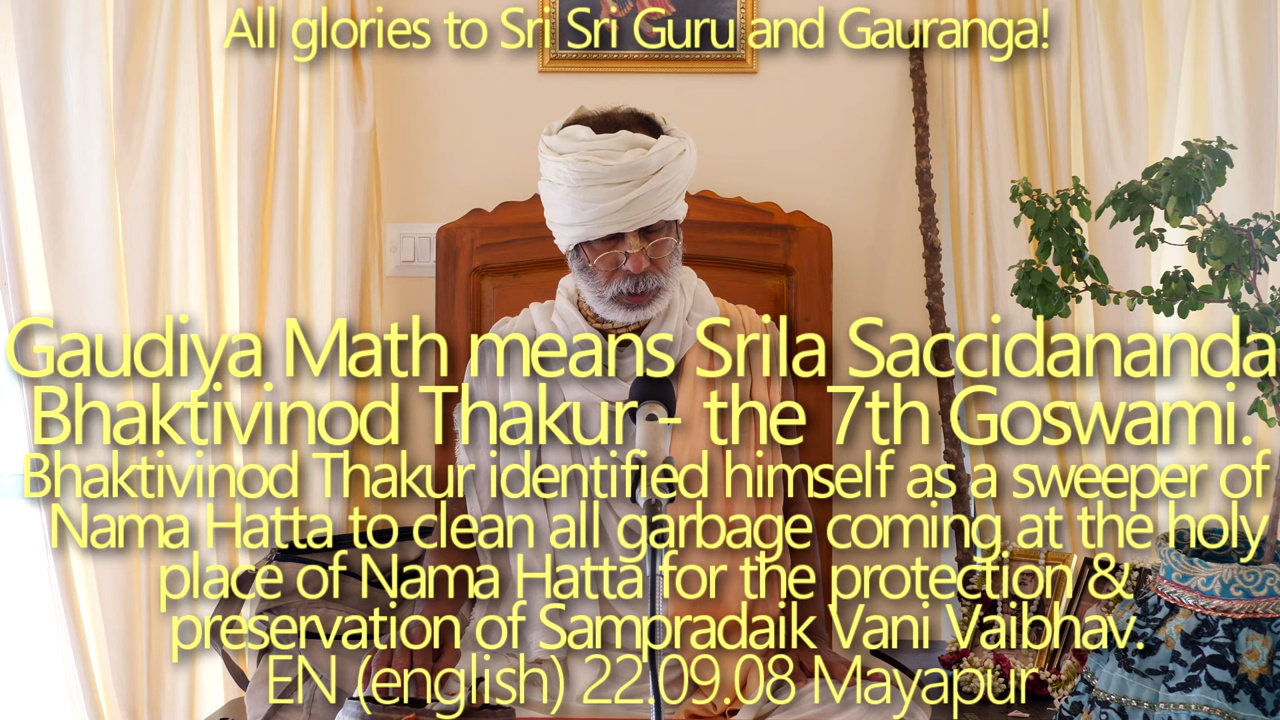 All glories to Sri Sri Guru and Gauranga!
Gaudiya Math means Srila Saccidananda
Bhaktivinod Thakur - the 7th Goswami.
Bhaktivinod Thakur identified himself as a sweeper of
Nama Hatta to clean all garbage coming at the holy
place of Nama Hatta for the protection &
preservation of Sampradaik Vani Vaibhav.
EN (english) 22.09.08 Mayapur